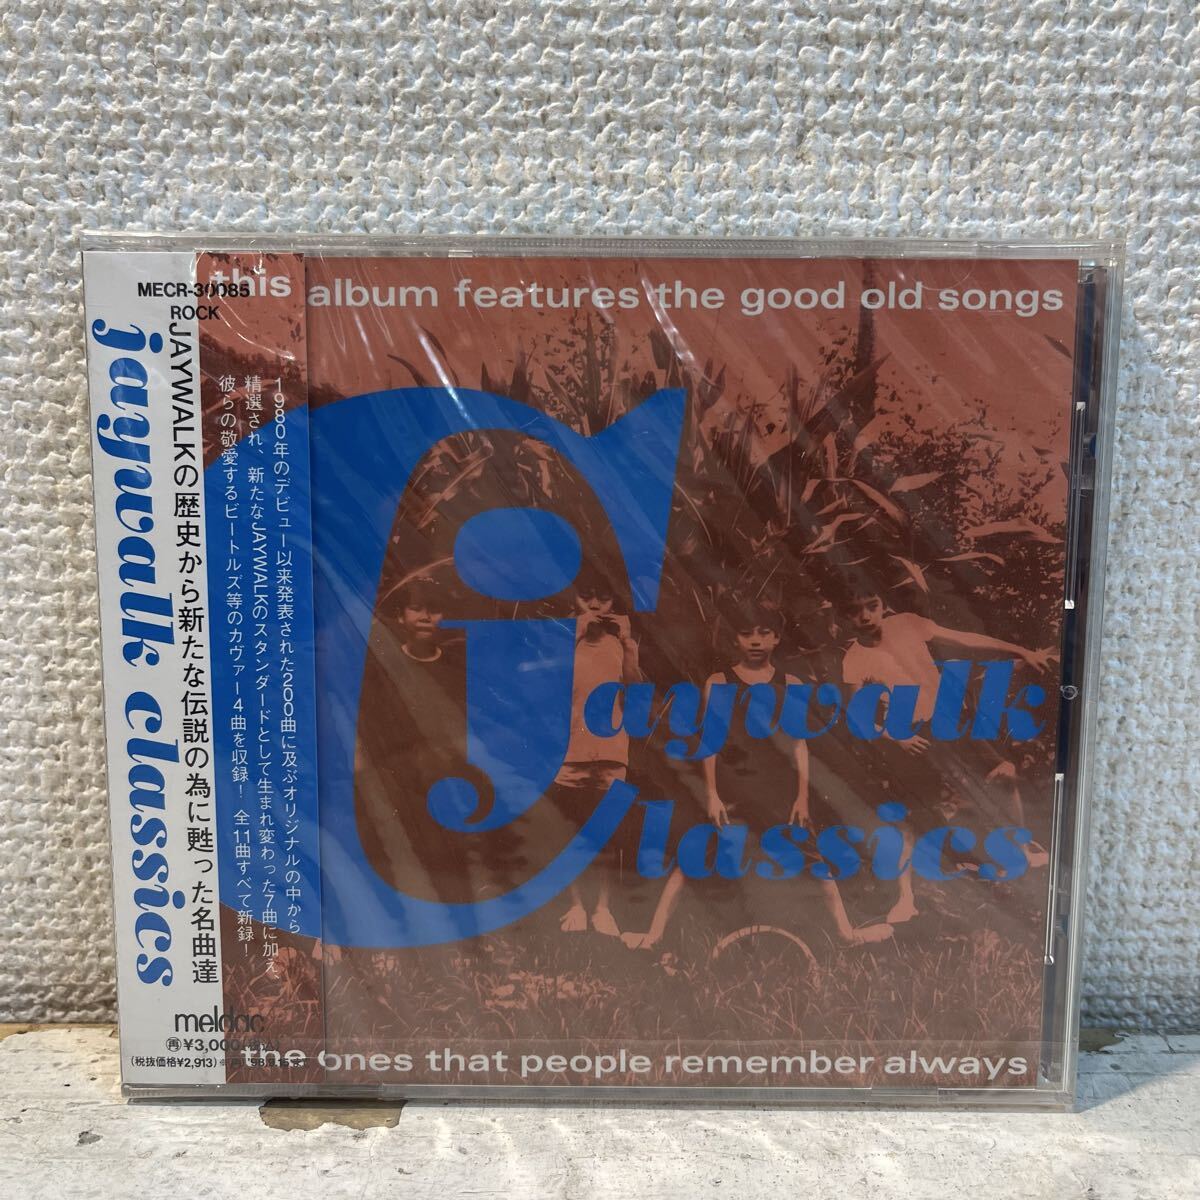 MECR-30085
ROCK
jaywalk classics
JAYWALKの歴史から新たな伝説の為に甦った名曲達
1980年のデビュー以来発表された200曲に及ぶオリジナルの中から
精選され、新たなJAYWALKのスタンダードとして生まれ変わった7曲に加え、
彼らの敬愛するビートルズ等のカヴァー4曲を収録! 全11曲すべて新録!
meldac
再 ¥3,000(税込)
(税抜価格¥2,913)
this album features the good old songs
jaywalk
Classics
the ones that people remember always